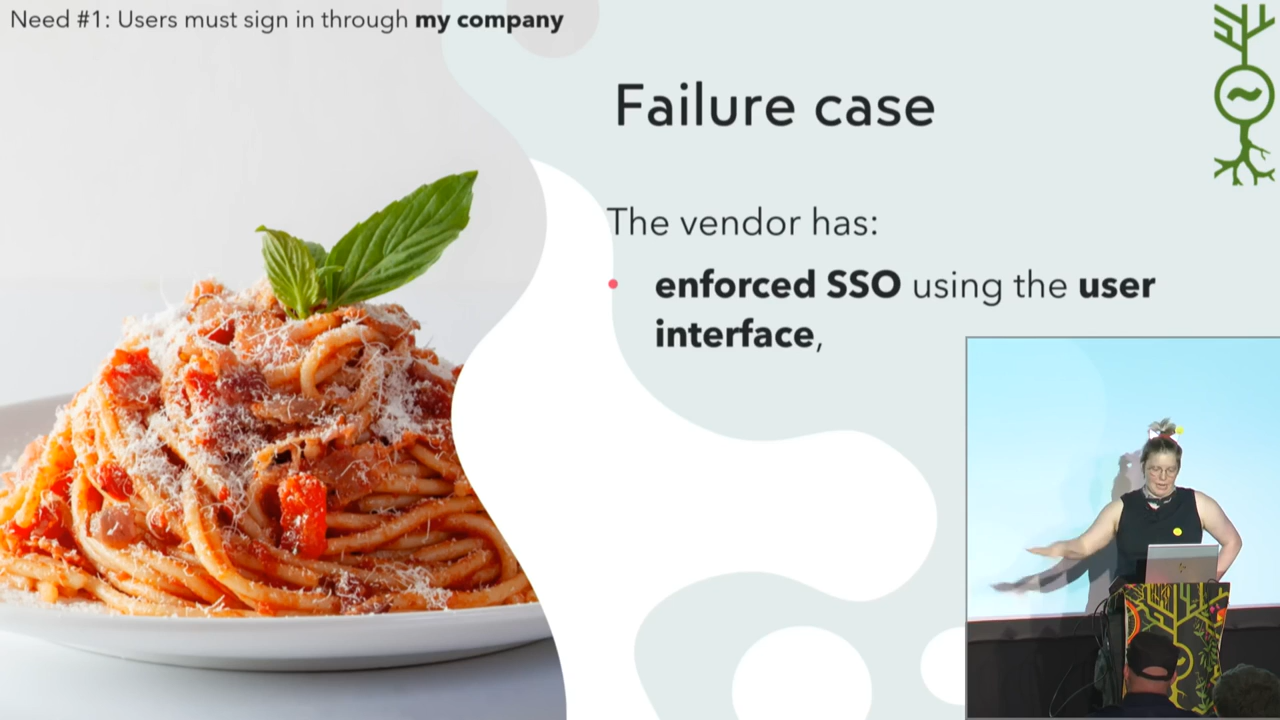 Need #1: Users must sign in through my company
Failure case
The vendor has:
• enforced SSO using the user
interface,